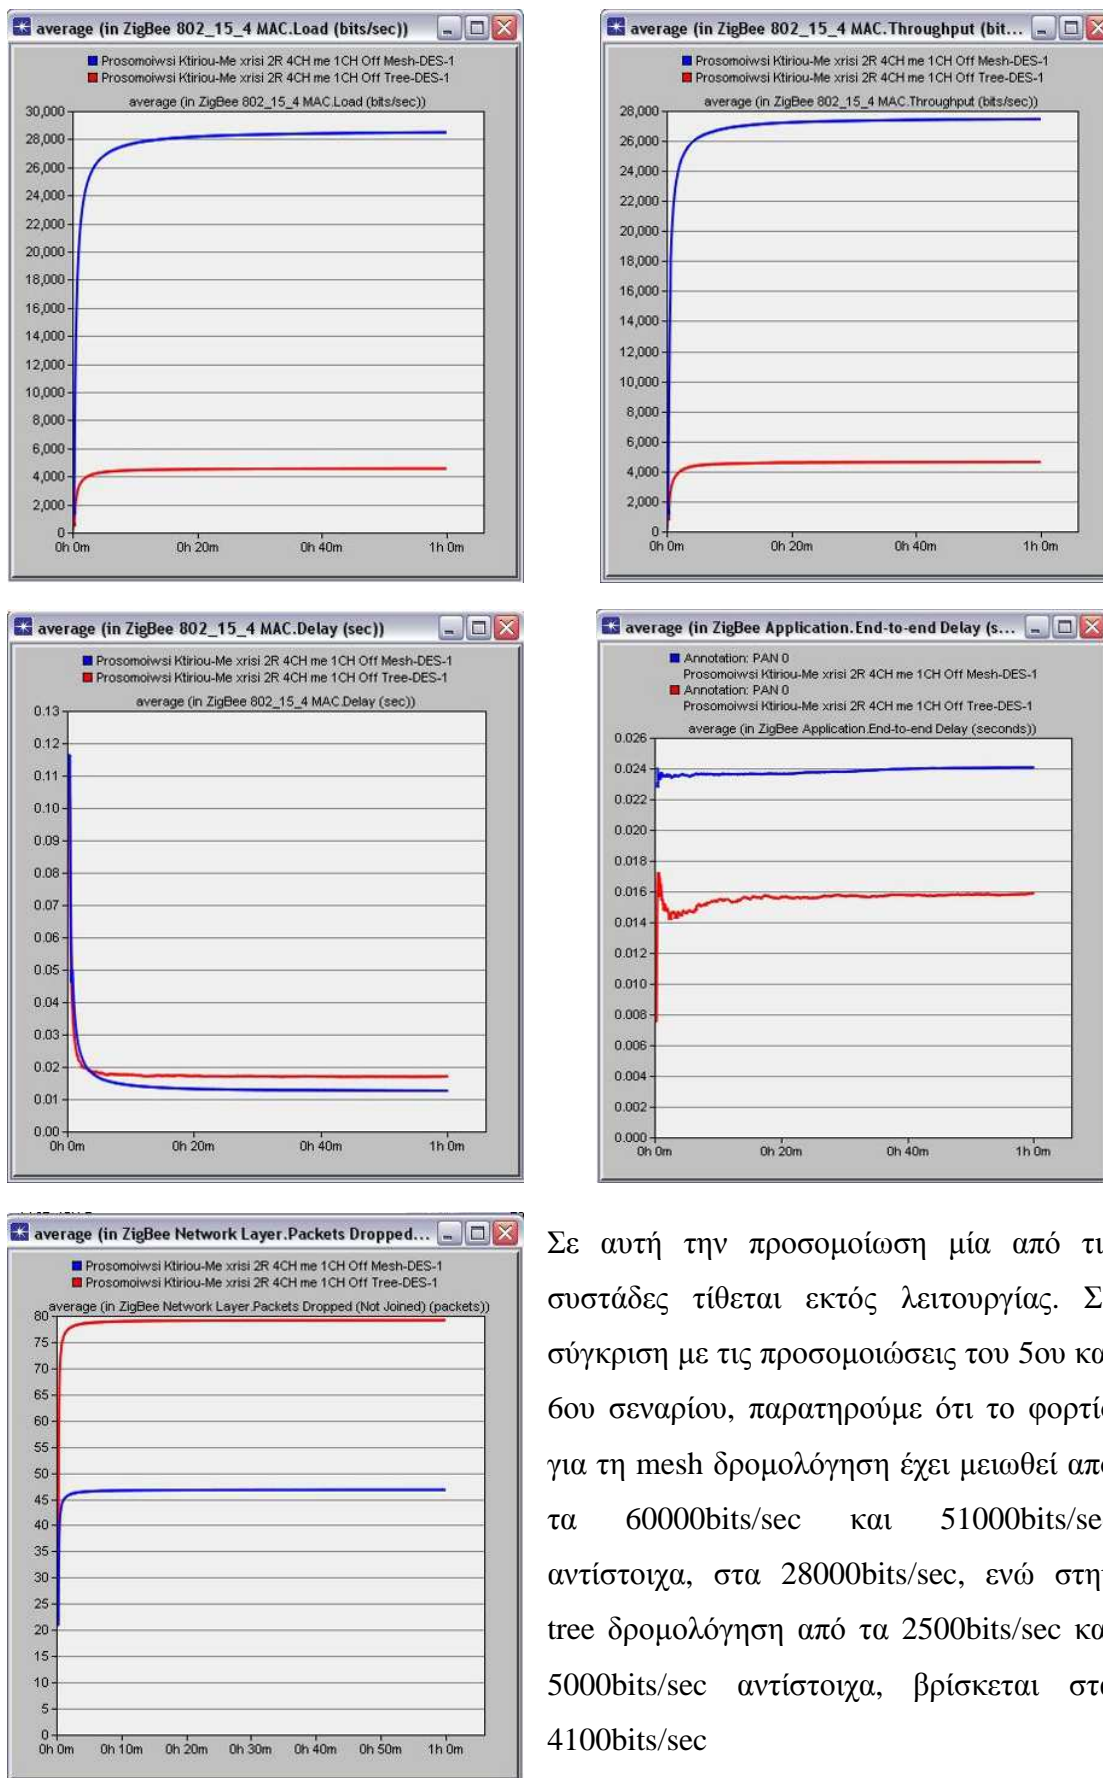 average (in ZigBee 802_15_4 MAC.Load (bits/sec))
Prosomoiwsi Ktiriou-Me xrisi 2R 4CH me 1CH Off Mesh-DES-1
Prosomoiwsi Ktiriou-Me xrisi 2R 4CH me 1CH Off Tree-DES-1
average (in ZigBee 802_15_4 MAC.Load (bits/sec))
30,000
28,000
26,000
24,000
22,000
20,000
18,000
16,000
14,000
12,000
10,000
8,000
6,000
4,000
2,000
0
0h 0m 0h 20m 0h 40m 1h 0m
average (in ZigBee 802_15_4 MAC.Throughput (bit...
Prosomoiwsi Ktiriou-Me xrisi 2R 4CH me 1CH Off Mesh-DES-1
Prosomoiwsi Ktiriou-Me xrisi 2R 4CH me 1CH Off Tree-DES-1
average (in ZigBee 802_15_4 MAC.Throughput (bits/sec))
28,000
26,000
24,000
22,000
20,000
18,000
16,000
14,000
12,000
10,000
8,000
6,000
4,000
2,000
0
0h 0m 0h 20m 0h 40m 1h 0m
average (in ZigBee 802_15_4 MAC.Delay (sec))
Prosomoiwsi Ktiriou-Me xrisi 2R 4CH me 1CH Off Mesh-DES-1
Prosomoiwsi Ktiriou-Me xrisi 2R 4CH me 1CH Off Tree-DES-1
average (in ZigBee 802_15_4 MAC.Delay (sec))
0.13
0.12
0.11
0.10
0.09
0.08
0.07
0.06
0.05
0.04
0.03
0.02
0.01
0.00
0h 0m 0h 20m 0h 40m 1h 0m
average (in ZigBee Application.End-to-end Delay (s...
Annotation: PAN 0
Prosomoiwsi Ktiriou-Me xrisi 2R 4CH me 1CH Off Mesh-DES-1
Annotation: PAN 0
Prosomoiwsi Ktiriou-Me xrisi 2R 4CH me 1CH Off Tree-DES-1
average (in ZigBee Application.End-to-end Delay (seconds))
0.026
0.024
0.022
0.020
0.018
0.016
0.014
0.012
0.010
0.008
0.006
0.004
0.002
0.000
0h 0m 0h 20m 0h 40m 1h 0m
average (in ZigBee Network Layer.Packets Dropped...
Prosomoiwsi Ktiriou-Me xrisi 2R 4CH me 1CH Off Mesh-DES-1
Prosomoiwsi Ktiriou-Me xrisi 2R 4CH me 1CH Off Tree-DES-1
average (in ZigBee Network Layer.Packets Dropped (Not Joined) (packets))
80
75
70
65
60
55
50
45
40
35
30
25
20
15
10
5
0
0h 0m 0h 10m 0h 20m 0h 30m 0h 40m 0h 50m 1h 0m
Σε αυτή την προσομοίωση μία από τι
συστάδες τίθεται εκτός λειτουργίας. Σ
σύγκριση με τις προσομοιώσεις του 5ου κα
6ου σεναρίου, παρατηρούμε ότι το φορτί
για τη mesh δρομολόγηση έχει μειωθεί από
τα 60000bits/sec και 51000bits/se
αντίστοιχα, στα 28000bits/sec, ενώ στη
tree δρομολόγηση από τα 2500bits/sec κα
5000bits/sec αντίστοιχα, βρίσκεται στα
4100bits/sec